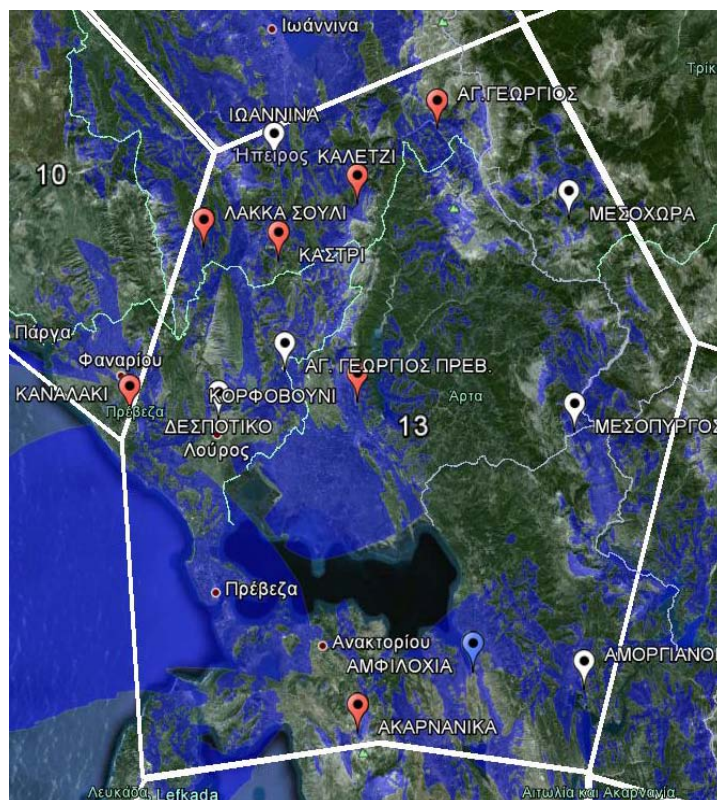 Ιωάννινα
Τρίκ
ΑΓ.ΓΕΩΡΓΙΟΣ
ΙΩΑΝΝΙΝΑ
Ήπειρος
ΚΑΛΕΤΖΙ
10
ΜΕΣΟΧΩΡΑ
ΛΑΚΚΑ ΣΟΥΛΙ
ΚΑΣΤΡΙ
Πάργα
Φαναρίου
ΑΓ. ΓΕΩΡΓΙΟΣ ΠΡΕΒ.
ΚΑΝΑΛΑΚΙ
ΚΟΡΦΟΒΟΥΝΙ
Άρτα
Πρέβεζα
ΔΕΣΠΟΤΙΚΟ
13
ΜΕΣΟΠΥΡΓΟΣ
Λούρος
Πρέβεζα
Ανακτορίου
ΑΜΦΙΛΟΧΙΑ
ΑΜΟΡΓΙΑΝΟΙ
ΑΚΑΡΝΑΝΙΚΑ
Λευκάδα, Lefkada
Αιτωλία και Ακαρνανία